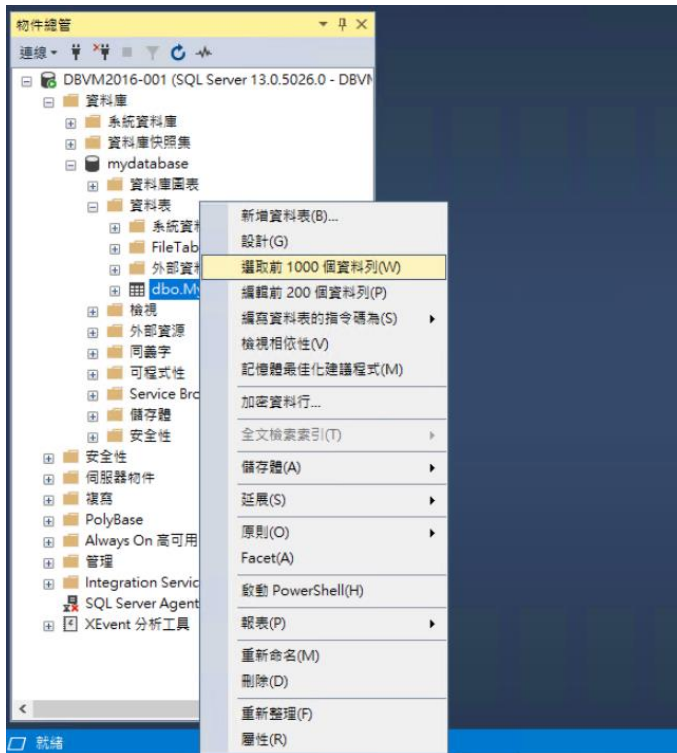 物件總管
連線
DBVM2016-001 (SQL Server 13.0.5026.0 - DBVM
資料庫
系統資料庫
資料庫快照集
mydatabase
資料庫圖表
資料表
系統資料
FileTab
外部資料
dbo.My
檢視
外部資源
同義字
可程式性
Service Bro
儲存體
安全性
安全性
伺服器物件
複寫
PolyBase
Always On 高可用
管理
Integration Servic
SQL Server Agent
XEvent 分析工具
就緒
新增資料表(B)...
設計(G)
選取前 1000 個資料列(W)
編輯前 200 個資料列(P)
編寫資料表的指令碼為(S)
檢視相依性(V)
記憶體最佳化建議程式(M)
加密資料行...
全文檢索索引(T)
儲存體(A)
延展(S)
原則(O)
Facet(A)
啟動 PowerShell(H)
報表(P)
重新命名(M)
刪除(D)
重新整理(F)
屬性(R)